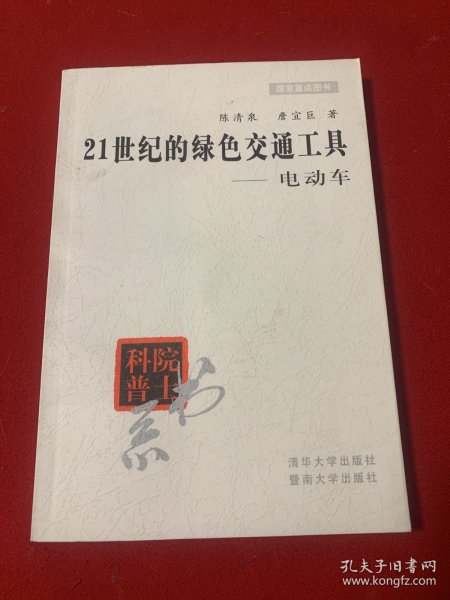 国家重点图书
陈清泉 詹宜巨 著
21世纪的绿色交通工具
——电动车
院士
科普
书系
清华大学出版社
暨南大学出版社
孔夫子旧书网
www.kongfz.com